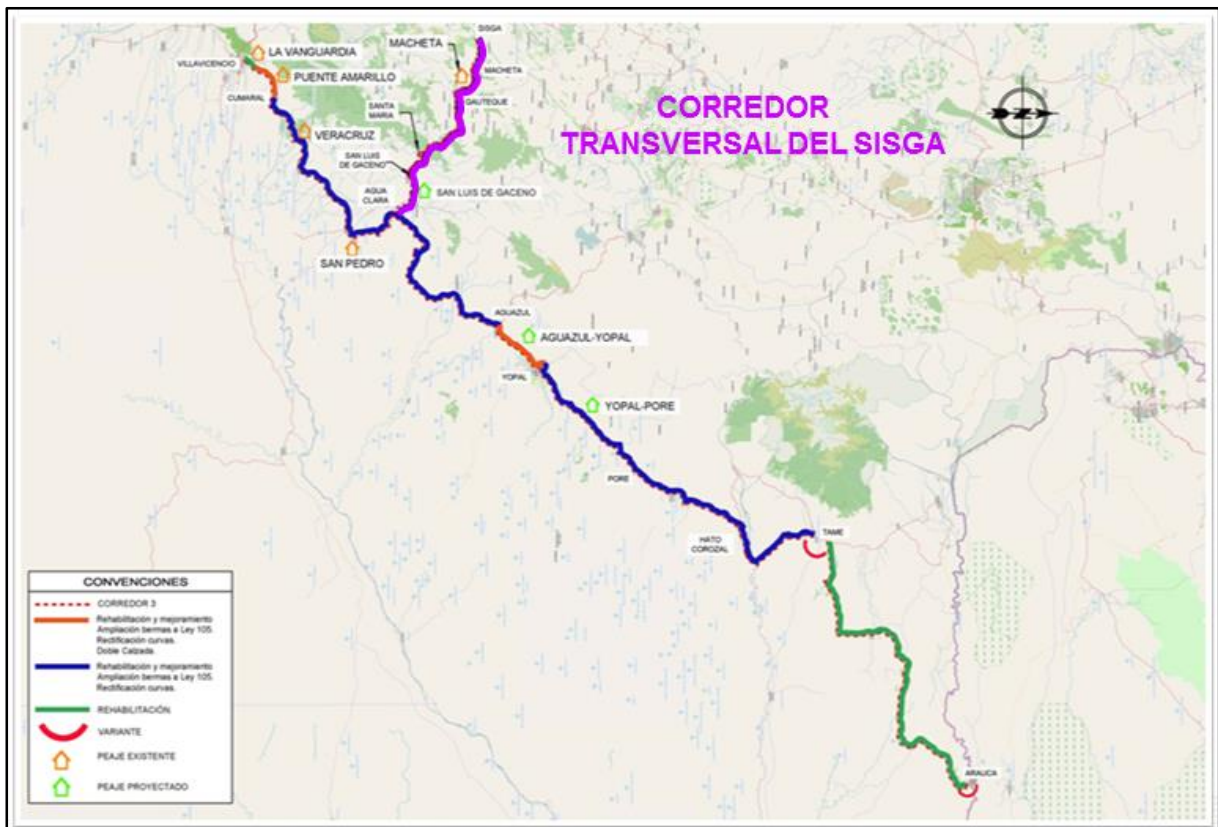 SISGA
LA VANGUARDIA
MACHETA
VILLAVICENCIO
MACHETA
PUENTE AMARILLO
CUMARAL
GAUTEQUE
CORREDOR
TRANSVERSAL DEL SISGA
SANTA
MARIA
VERACRUZ
SAN LUIS
DE GACENO
SAN LUIS DE GACENO
AGUA
CLARA
SAN PEDRO
AGUAZUL
AGUAZUL-YOPAL
YOPAL
YOPAL-PORE
PORE
TAME
HATO
COROZAL
ARAUCA
CONVENCIONES
CORREDOR 3
Rehabilitación y mejoramiento
Ampliación bermas a Ley 105.
Rectificación curvas.
Doble Calzada.
Rehabilitación y mejoramiento
Ampliación bermas a Ley 105.
Rectificación curvas.
REHABILITACIÓN
VARIANTE
PEAJE EXISTENTE
PEAJE PROYECTADO